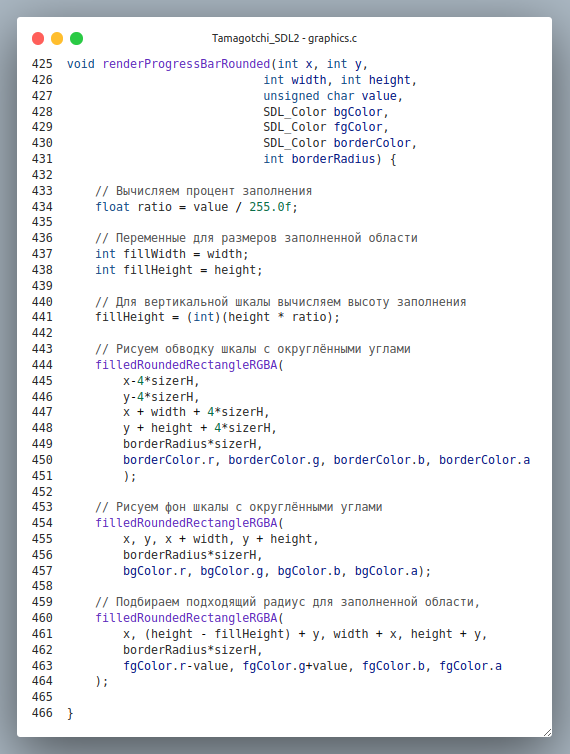 Tamagotchi_SDL2 - graphics.c
425 void renderProgressBarRounded(int x, int y,
426                             int width, int height,
427                             unsigned char value,
428                             SDL_Color bgColor,
429                             SDL_Color fgColor,
430                             SDL_Color borderColor,
431                             int borderRadius) {
432
433     // Вычисляем процент заполнения
434     float ratio = value / 255.0f;
435
436     // Переменные для размеров заполненной области
437     int fillWidth = width;
438     int fillHeight = height;
439
440     // Для вертикальной шкалы вычисляем высоту заполнения
441     fillHeight = (int)(height * ratio);
442
443     // Рисуем обводку шкалы с округлёнными углами
444     filledRoundedRectangleRGBA(
445         x-4*sizerH,
446         y-4*sizerH,
447         x + width + 4*sizerH,
448         y + height + 4*sizerH,
449         borderRadius*sizerH,
450         borderColor.r, borderColor.g, borderColor.b, borderColor.a
451         );
452
453     // Рисуем фон шкалы с округлёнными углами
454     filledRoundedRectangleRGBA(
455         x, y, x + width, y + height,
456         borderRadius*sizerH,
457         bgColor.r, bgColor.g, bgColor.b, bgColor.a);
458
459     // Подбираем подходящий радиус для заполненной области,
460     filledRoundedRectangleRGBA(
461         x, (height - fillHeight) + y, width + x, height + y,
462         borderRadius*sizerH,
463         fgColor.r-value, fgColor.g+value, fgColor.b, fgColor.a
464     );
465
466 }